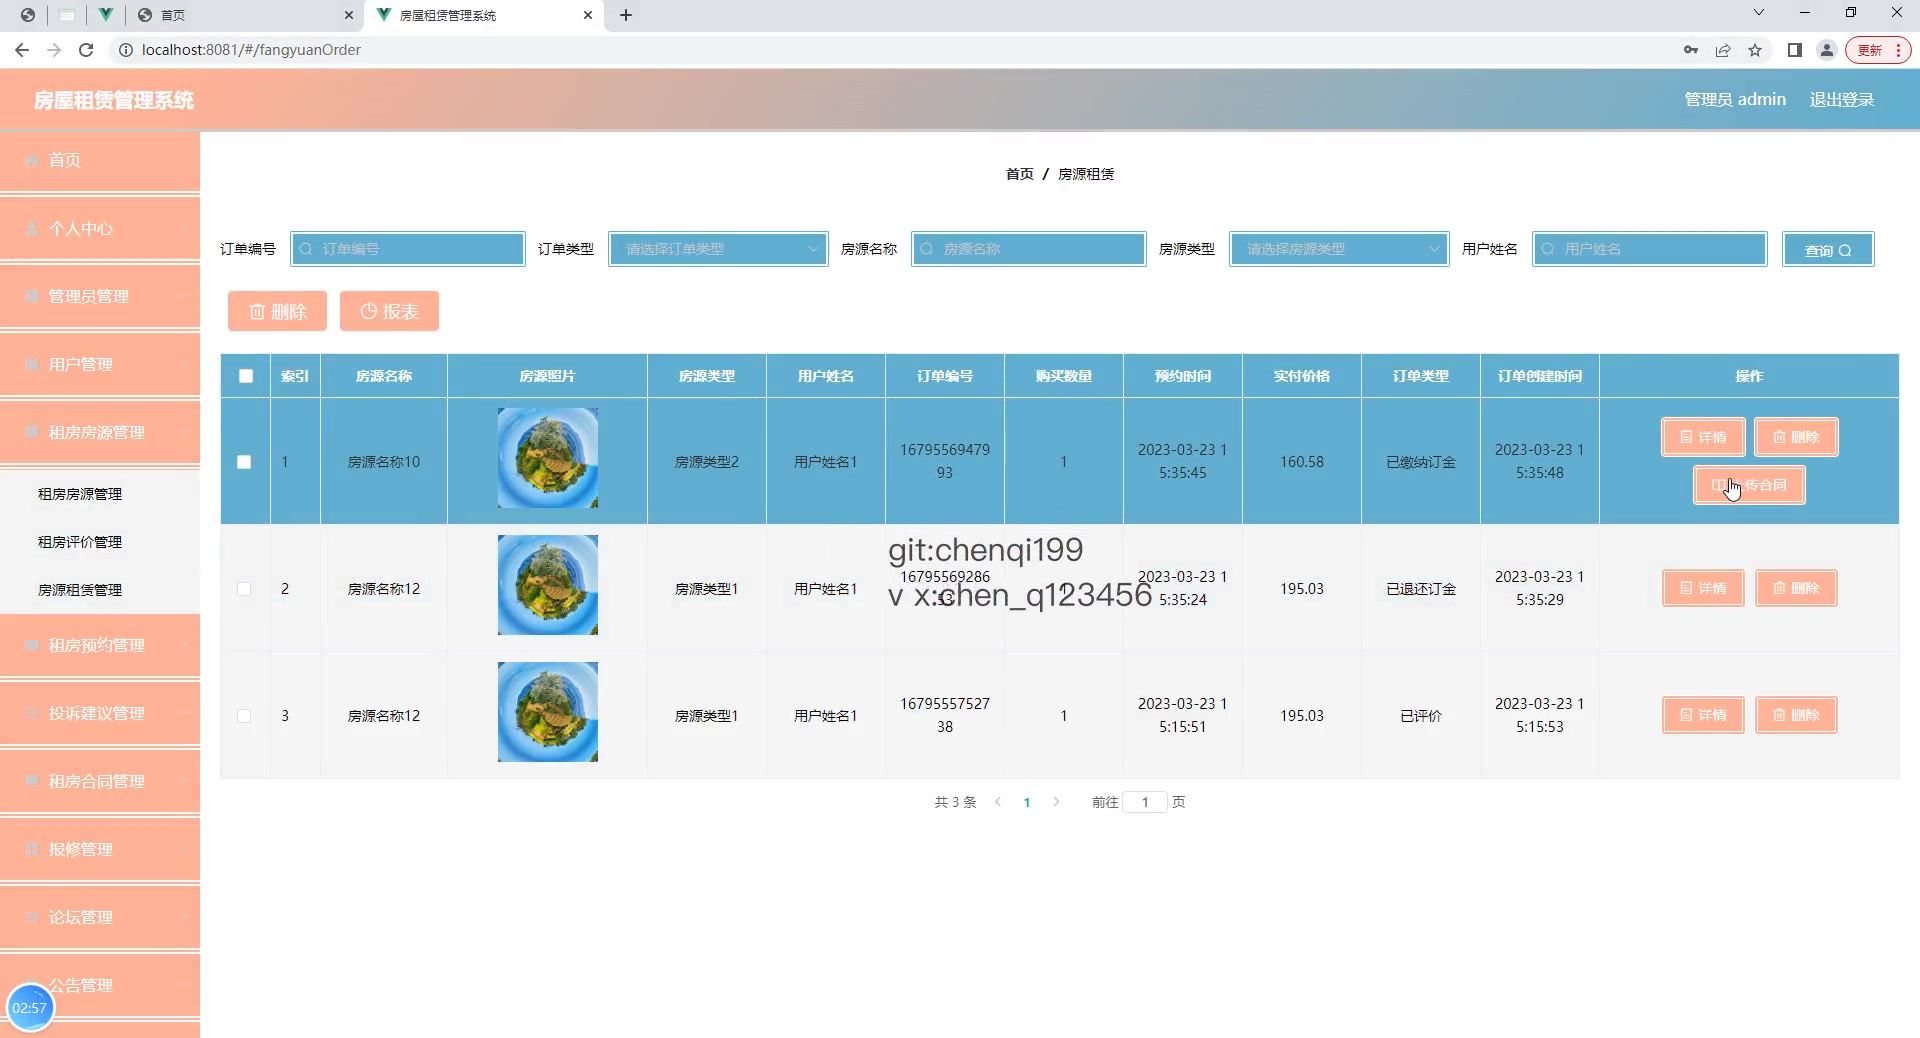 首页
房屋租赁管理系统
localhost:8081/#/fangyuanOrder
更新
房屋租赁管理系统
管理员 admin
退出登录
首页
个人中心
管理员管理
用户管理
租房房源管理
租房房源管理
租房评价管理
房源租赁管理
租房预约管理
投诉建议管理
租房合同管理
报修管理
论坛管理
公告管理
02:57
首页 / 房源租赁
订单编号 订单编号 订单类型 请选择订单类型 房源名称 房源名称 房源类型 请选择房源类型 用户姓名 用户姓名 查询
删除 报表
索引 房源名称 房源照片 房源类型 用户姓名 订单编号 购买数量 预约时间 实付价格 订单类型 订单创建时间 操作
1 房源名称10 房源类型2 用户姓名1 16795569479
93 1 2023-03-23 1
5:35:45 160.58 已缴纳订金 2023-03-23 1
5:35:48 详情 删除
传合同
git:chenqi199
v x:chen_q123456
2 房源名称12 房源类型1 用户姓名1 16795569286
1 2023-03-23 1
5:35:24 195.03 已退还订金 2023-03-23 1
5:35:29 详情 删除
3 房源名称12 房源类型1 用户姓名1 16795557527
38 1 2023-03-23 1
5:15:51 195.03 已评价 2023-03-23 1
5:15:53 详情 删除
共 3 条 1 前往 1 页